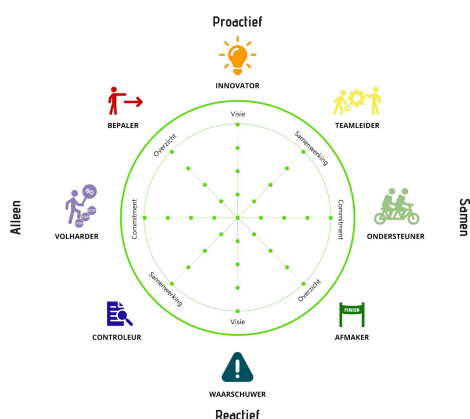 Proactief
INNOVATOR
BEPALER
TEAMLEIDER
Visie
Overzicht
Samenwerking
GO
Alleen
Samen
VOLHARDER
Commitment
Commitment
ONDERSTEUNER
Samenwerking
Overzicht
FINISH
Visie
CONTROLEUR
AFMAKER
WAARSCHUWER
Reactief